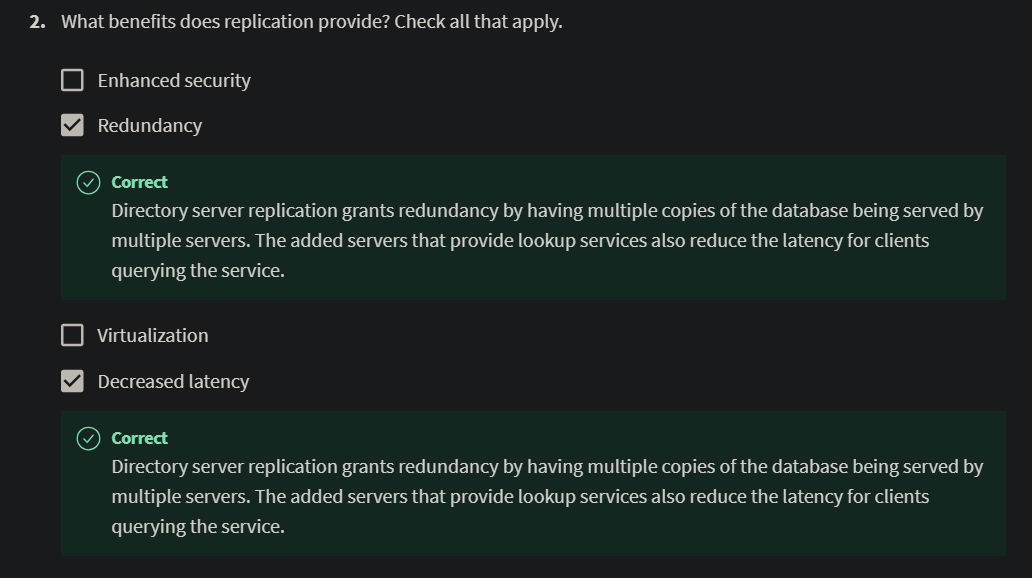 2. What benefits does replication provide? Check all that apply.
Enhanced security
Redundancy
Correct
Directory server replication grants redundancy by having multiple copies of the database being served by
multiple servers. The added servers that provide lookup services also reduce the latency for clients
querying the service.
Virtualization
Decreased latency
Correct
Directory server replication grants redundancy by having multiple copies of the database being served by
multiple servers. The added servers that provide lookup services also reduce the latency for clients
querying the service.